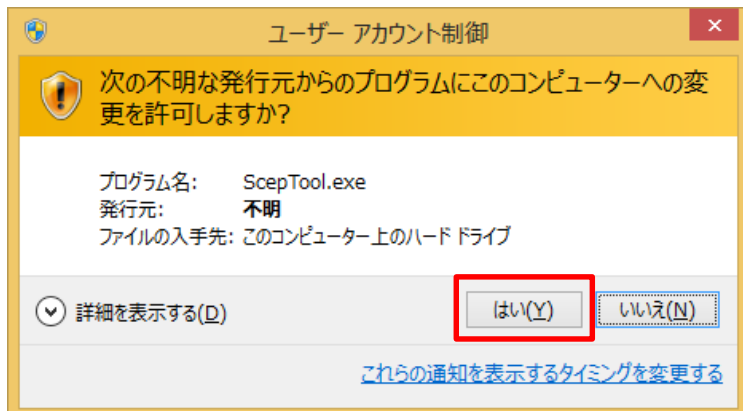 ユーザー アカウント制御
次の不明な発行元からのプログラムにこのコンピューターへの変
更を許可しますか?
プログラム名: ScepTool.exe
発行元: 不明
ファイルの入手先: このコンピューター上のハード ドライブ
詳細を表示する(D) はい(Y) いいえ(N)
これらの通知を表示するタイミングを変更する